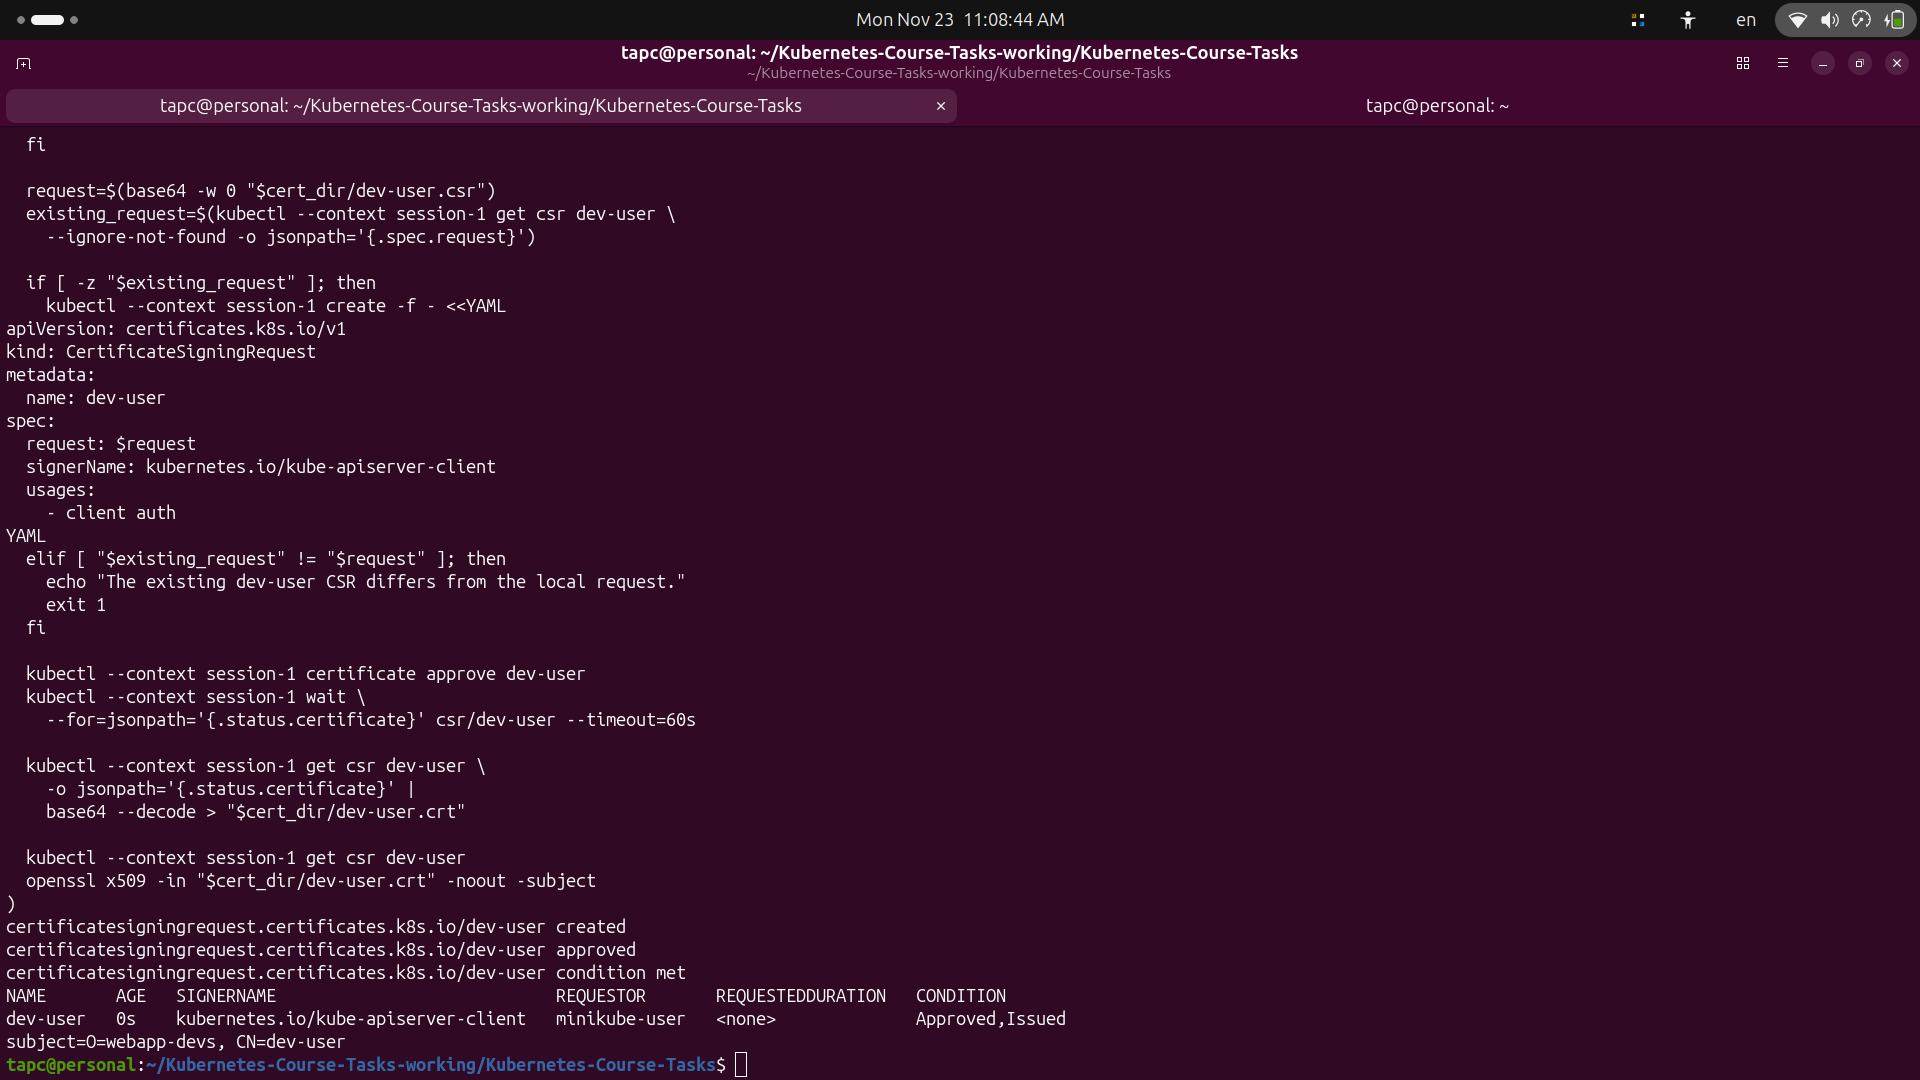 Mon Nov 23  11:08:44 AM
en
tapc@personal: ~/Kubernetes-Course-Tasks-working/Kubernetes-Course-Tasks
~/Kubernetes-Course-Tasks-working/Kubernetes-Course-Tasks
tapc@personal: ~/Kubernetes-Course-Tasks-working/Kubernetes-Course-Tasks
tapc@personal: ~
  fi

  request=$(base64 -w 0 "$cert_dir/dev-user.csr")
  existing_request=$(kubectl --context session-1 get csr dev-user \
    --ignore-not-found -o jsonpath='{.spec.request}')

  if [ -z "$existing_request" ]; then
    kubectl --context session-1 create -f - <<YAML
apiVersion: certificates.k8s.io/v1
kind: CertificateSigningRequest
metadata:
  name: dev-user
spec:
  request: $request
  signerName: kubernetes.io/kube-apiserver-client
  usages:
    - client auth
YAML
  elif [ "$existing_request" != "$request" ]; then
    echo "The existing dev-user CSR differs from the local request."
    exit 1
  fi

  kubectl --context session-1 certificate approve dev-user
  kubectl --context session-1 wait \
    --for=jsonpath='{.status.certificate}' csr/dev-user --timeout=60s

  kubectl --context session-1 get csr dev-user \
    -o jsonpath='{.status.certificate}' |
    base64 --decode > "$cert_dir/dev-user.crt"

  kubectl --context session-1 get csr dev-user
  openssl x509 -in "$cert_dir/dev-user.crt" -noout -subject
)
certificatesigningrequest.certificates.k8s.io/dev-user created
certificatesigningrequest.certificates.k8s.io/dev-user approved
certificatesigningrequest.certificates.k8s.io/dev-user condition met
NAME       AGE   SIGNERNAME                            REQUESTOR       REQUESTEDDURATION   CONDITION
dev-user   0s    kubernetes.io/kube-apiserver-client   minikube-user   <none>              Approved,Issued
subject=O=webapp-devs, CN=dev-user
tapc@personal:~/Kubernetes-Course-Tasks-working/Kubernetes-Course-Tasks$